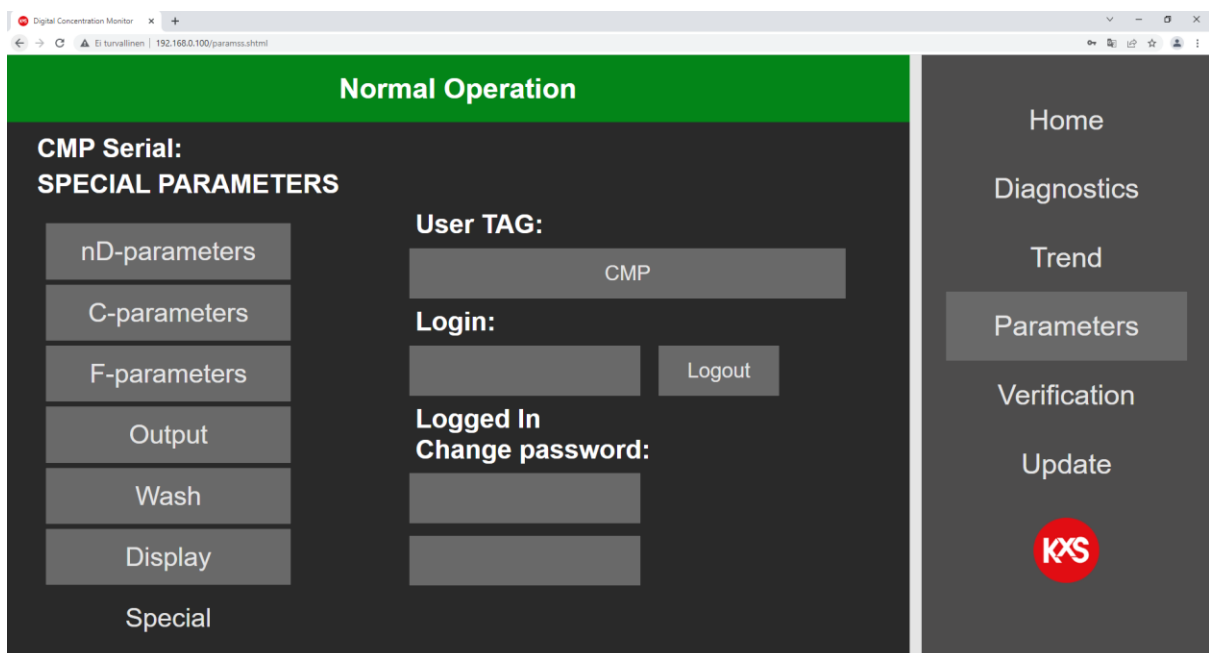 Digital Concentration Monitor
Ei turvallinen | 192.168.0.100/paramss.shtml
Normal Operation
CMP Serial:
SPECIAL PARAMETERS
nD-parameters
C-parameters
F-parameters
Output
Wash
Display
Special
User TAG:
CMP
Login:
Logout
Logged In
Change password:
Home
Diagnostics
Trend
Parameters
Verification
Update
KXS